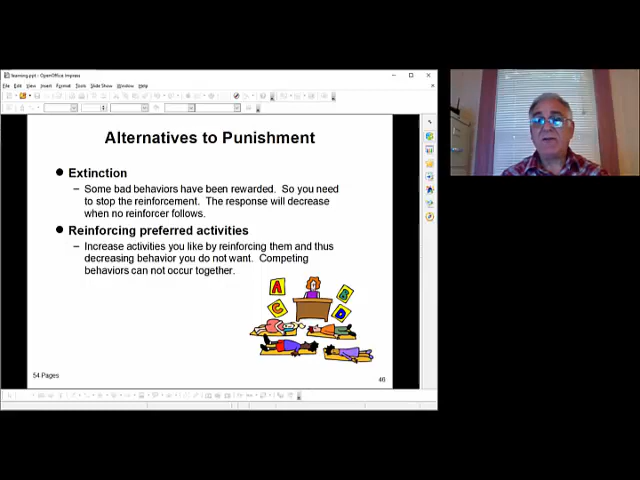 learning.ppt - OpenOffice Impress
File Edit View Insert Format Tools Slide Show Window Help
Alternatives to Punishment
Extinction
– Some bad behaviors have been rewarded. So you need
to stop the reinforcement. The response will decrease
when no reinforcer follows.
Reinforcing preferred activities
– Increase activities you like by reinforcing them and thus
decreasing behavior you do not want. Competing
behaviors can not occur together.
A
B
C
D
54 Pages
46